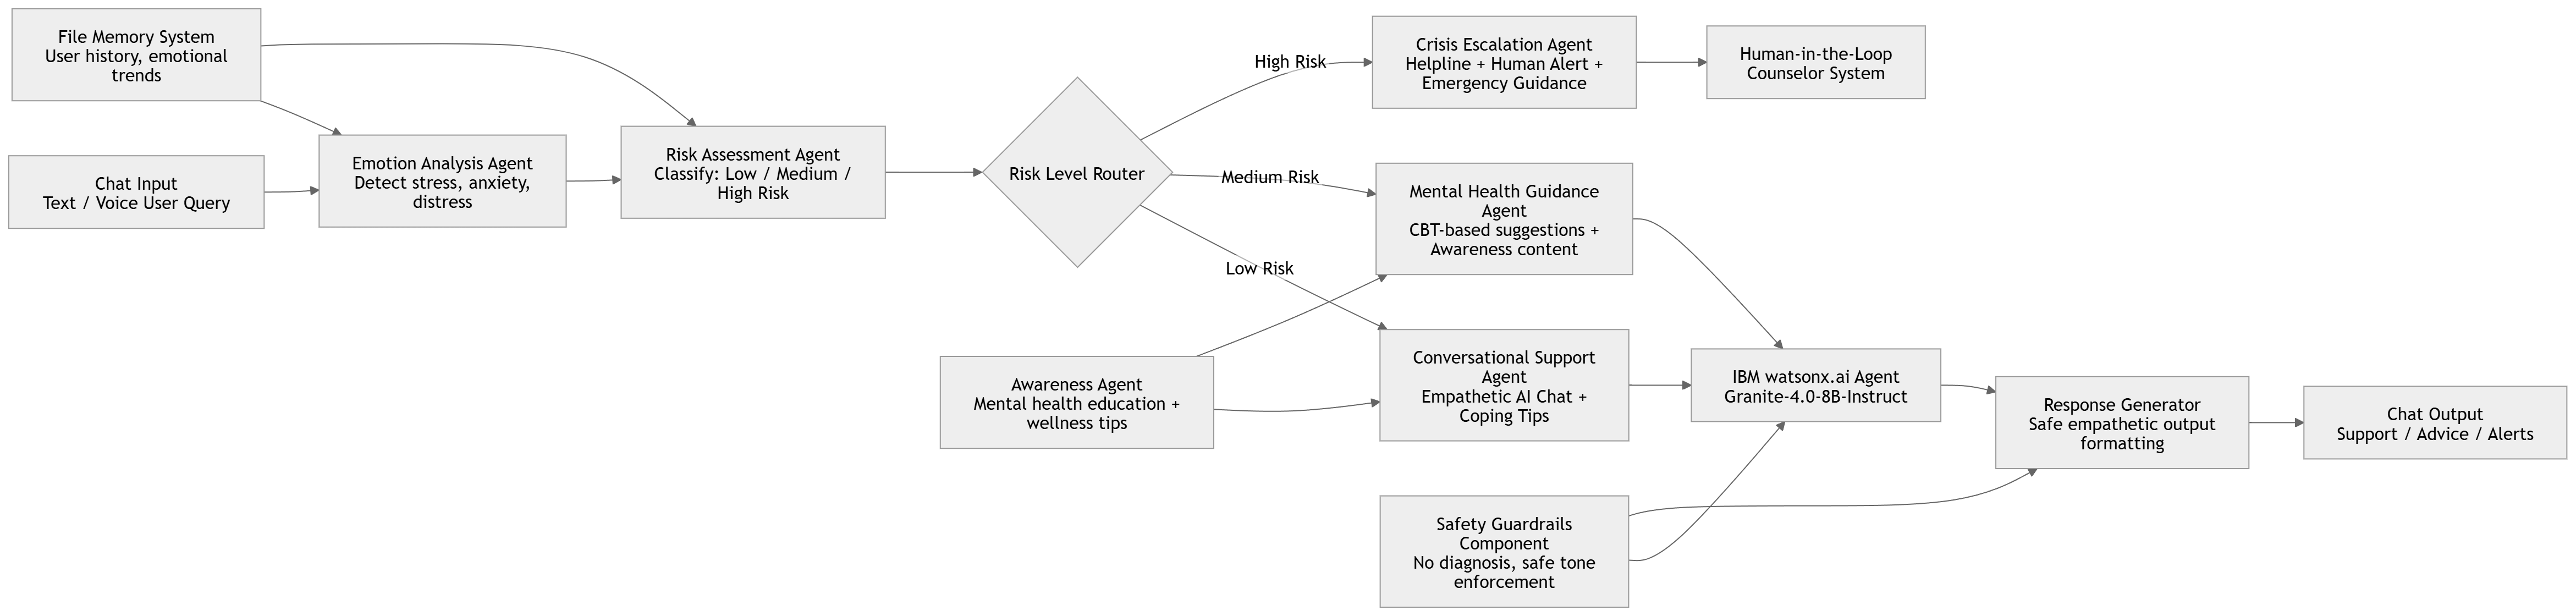 File Memory System
User history, emotional
trends
Chat Input
Text / Voice User Query
Emotion Analysis Agent
Detect stress, anxiety,
distress
Risk Assessment Agent
Classify: Low / Medium /
High Risk
Risk Level Router
High Risk
Medium Risk
Low Risk
Crisis Escalation Agent
Helpline + Human Alert +
Emergency Guidance
Human-in-the-Loop
Counselor System
Mental Health Guidance
Agent
CBT-based suggestions +
Awareness content
Awareness Agent
Mental health education +
wellness tips
Conversational Support
Agent
Empathetic AI Chat +
Coping Tips
Safety Guardrails
Component
No diagnosis, safe tone
enforcement
IBM watsonx.ai Agent
Granite-4.0-8B-Instruct
Response Generator
Safe empathetic output
formatting
Chat Output
Support / Advice / Alerts